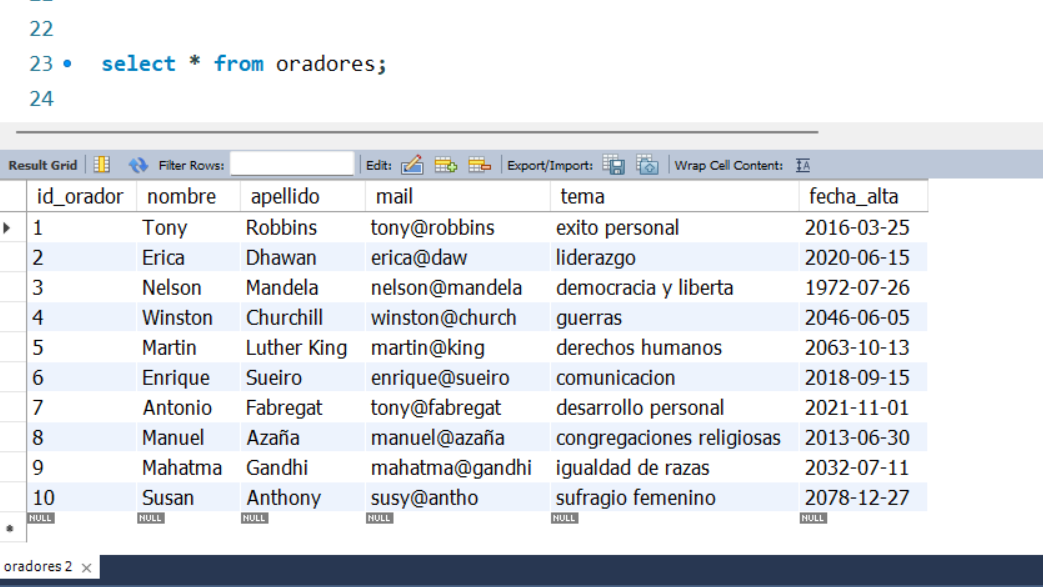 22
23 select * from oradores;
24
Result Grid Filter Rows: Edit: Export/Import: Wrap Cell Content: IA
id_orador nombre apellido mail tema fecha_alta
1 Tony Robbins tony@robbins exito personal 2016-03-25
2 Erica Dhawan erica@daw liderazgo 2020-06-15
3 Nelson Mandela nelson@mandela democracia y liberta 1972-07-26
4 Winston Churchill winston@church guerras 2046-06-05
5 Martin Luther King martin@king derechos humanos 2063-10-13
6 Enrique Sueiro enrique@sueiro comunicacion 2018-09-15
7 Antonio Fabregat tony@fabregat desarrollo personal 2021-11-01
8 Manuel Azaña manuel@azaña congregaciones religiosas 2013-06-30
9 Mahatma Gandhi mahatma@gandhi igualdad de razas 2032-07-11
10 Susan Anthony susy@antho sufragio femenino 2078-12-27
NULL NULL NULL NULL NULL NULL
oradores 2